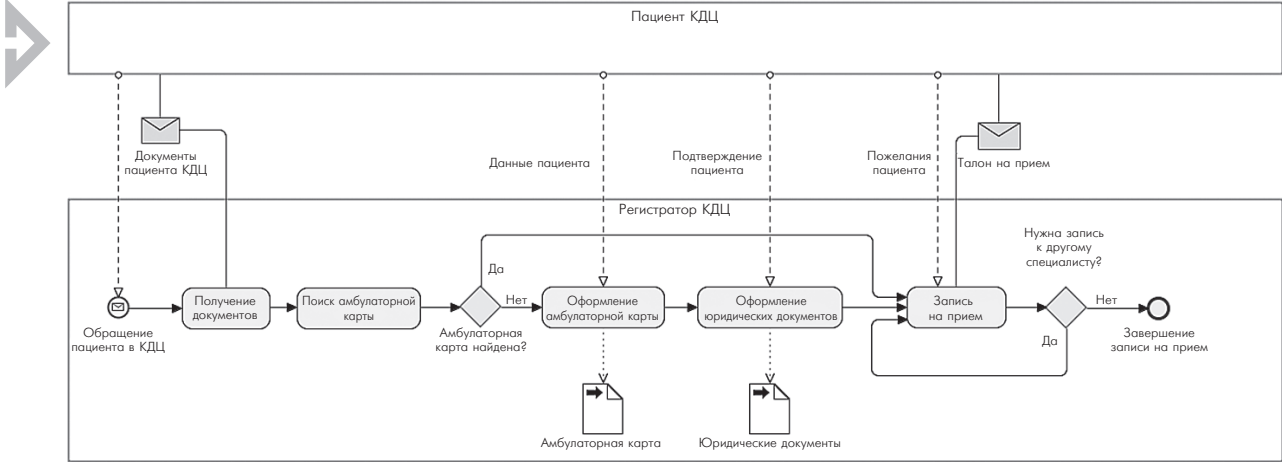 Пациент КДЦ
Документы
пациента КДЦ
Данные пациента
Подтверждение
пациента
Пожелания
пациента
Талон на прием
Регистратор КДЦ
Нужна запись
к другому
специалисту?
Обращение
пациента в КДЦ
Получение
документов
Поиск амбулаторной
карты
Да
Нет
Амбулаторная
карта найдена?
Оформление
амбулаторной карты
Оформление
юридических документов
Запись
на прием
Нет
Да
Завершение
записи на прием
Амбулаторная карта
Юридические документы